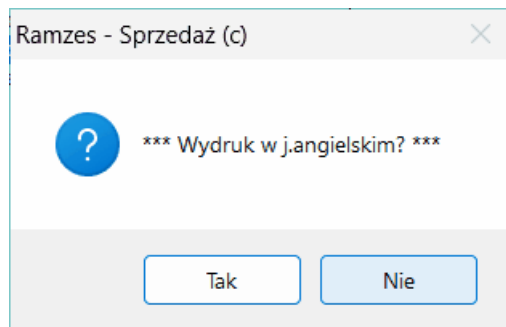 Ramzes - Sprzedaż (c)
*** Wydruk w j.angielskim? ***
Tak
Nie